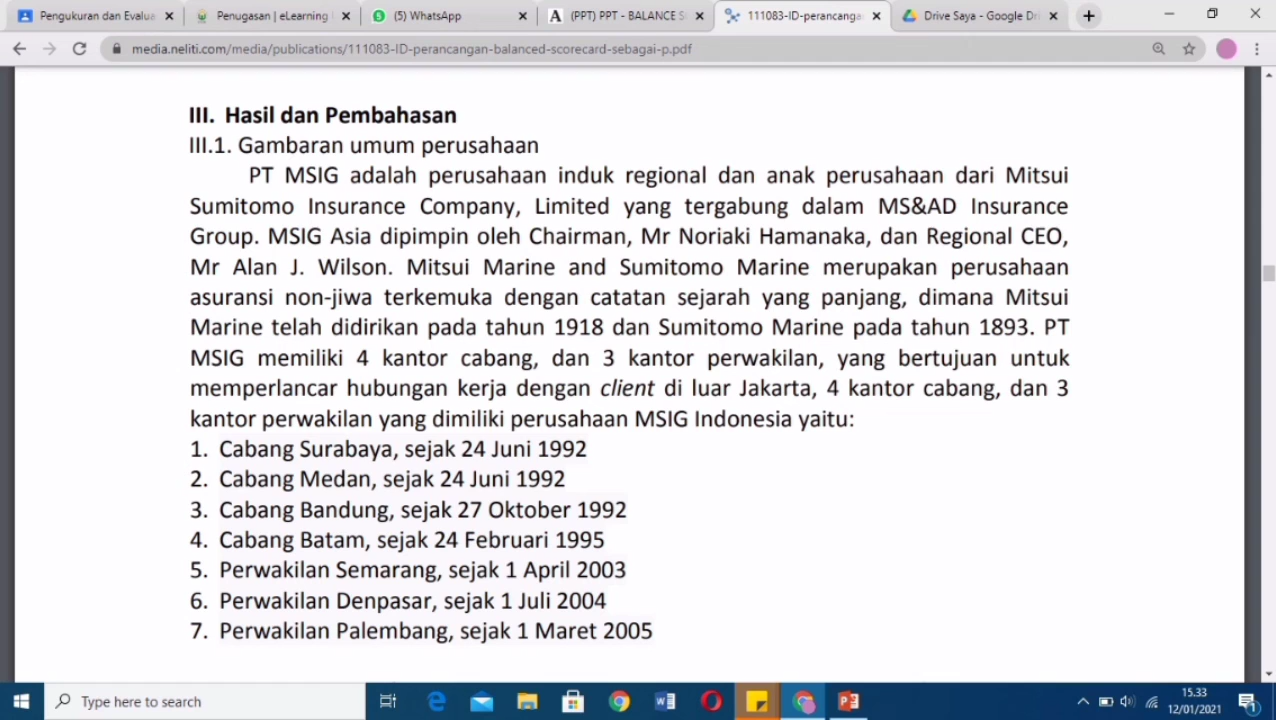 Pengukuran dan Evalua
Penugasan | eLearning
(5) WhatsApp
(PPT) PPT - BALANCE S
111083-ID-perancanga
Drive Saya - Google Dri
media.neliti.com/media/publications/111083-ID-perancangan-balanced-scorecard-sebagai-p.pdf
III. Hasil dan Pembahasan
III.1. Gambaran umum perusahaan
PT MSIG adalah perusahaan induk regional dan anak perusahaan dari Mitsui
Sumitomo Insurance Company, Limited yang tergabung dalam MS&AD Insurance
Group. MSIG Asia dipimpin oleh Chairman, Mr Noriaki Hamanaka, dan Regional CEO,
Mr Alan J. Wilson. Mitsui Marine and Sumitomo Marine merupakan perusahaan
asuransi non-jiwa terkemuka dengan catatan sejarah yang panjang, dimana Mitsui
Marine telah didirikan pada tahun 1918 dan Sumitomo Marine pada tahun 1893. PT
MSIG memiliki 4 kantor cabang, dan 3 kantor perwakilan, yang bertujuan untuk
memperlancar hubungan kerja dengan client di luar Jakarta, 4 kantor cabang, dan 3
kantor perwakilan yang dimiliki perusahaan MSIG Indonesia yaitu:
1. Cabang Surabaya, sejak 24 Juni 1992
2. Cabang Medan, sejak 24 Juni 1992
3. Cabang Bandung, sejak 27 Oktober 1992
4. Cabang Batam, sejak 24 Februari 1995
5. Perwakilan Semarang, sejak 1 April 2003
6. Perwakilan Denpasar, sejak 1 Juli 2004
7. Perwakilan Palembang, sejak 1 Maret 2005
Type here to search
15.33
12/01/2021